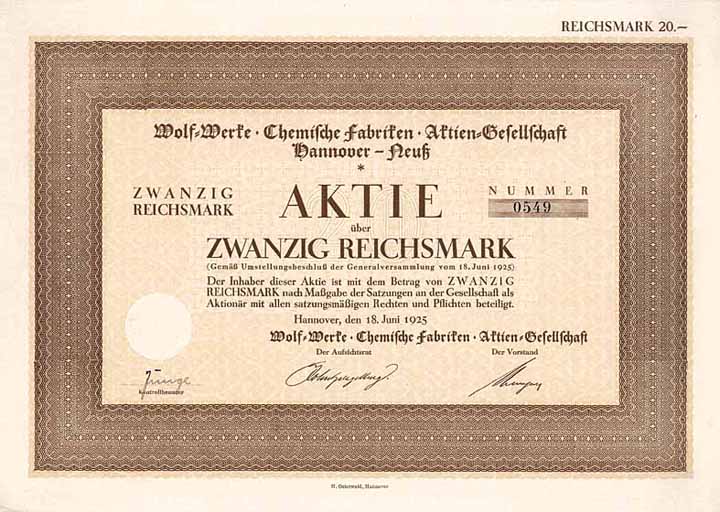 REICHSMARK 20.—
Wolf-Werke · Chemische Fabriken · Aktien-Gesellschaft
Hannover – Neuß
*
ZWANZIG
REICHSMARK
AKTIE
NUMMER
0549
über
ZWANZIG REICHSMARK
(Gemäß Umstellungsbeschluß der Generalversammlung vom 18. Juni 1925)
Der Inhaber dieser Aktie ist mit dem Betrag von ZWANZIG
REICHSMARK nach Maßgabe der Satzungen an der Gesellschaft als
Aktionär mit allen satzungsmäßigen Rechten und Pflichten beteiligt.
Hannover, den 18. Juni 1925
Wolf-Werke · Chemische Fabriken · Aktien-Gesellschaft
Der Aufsichtsrat
Der Vorstand
Junge
Kontrollbeamter
H. Osterwald, Hannover